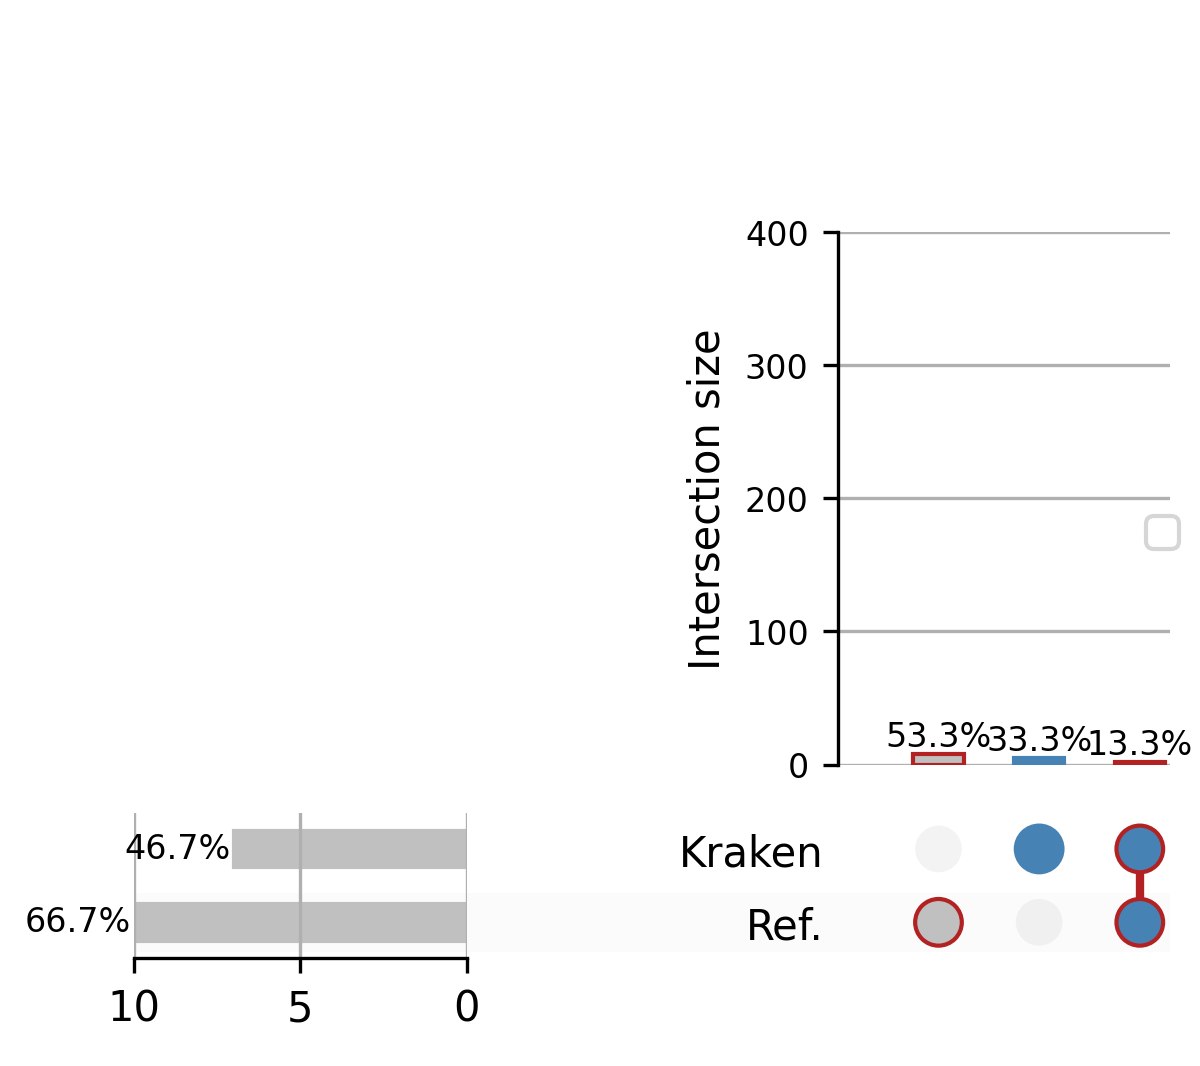 400
300
200
100
0
Intersection size
53.3% 33.3% 13.3%
46.7%
66.7%
Kraken
Ref.
10 5 0